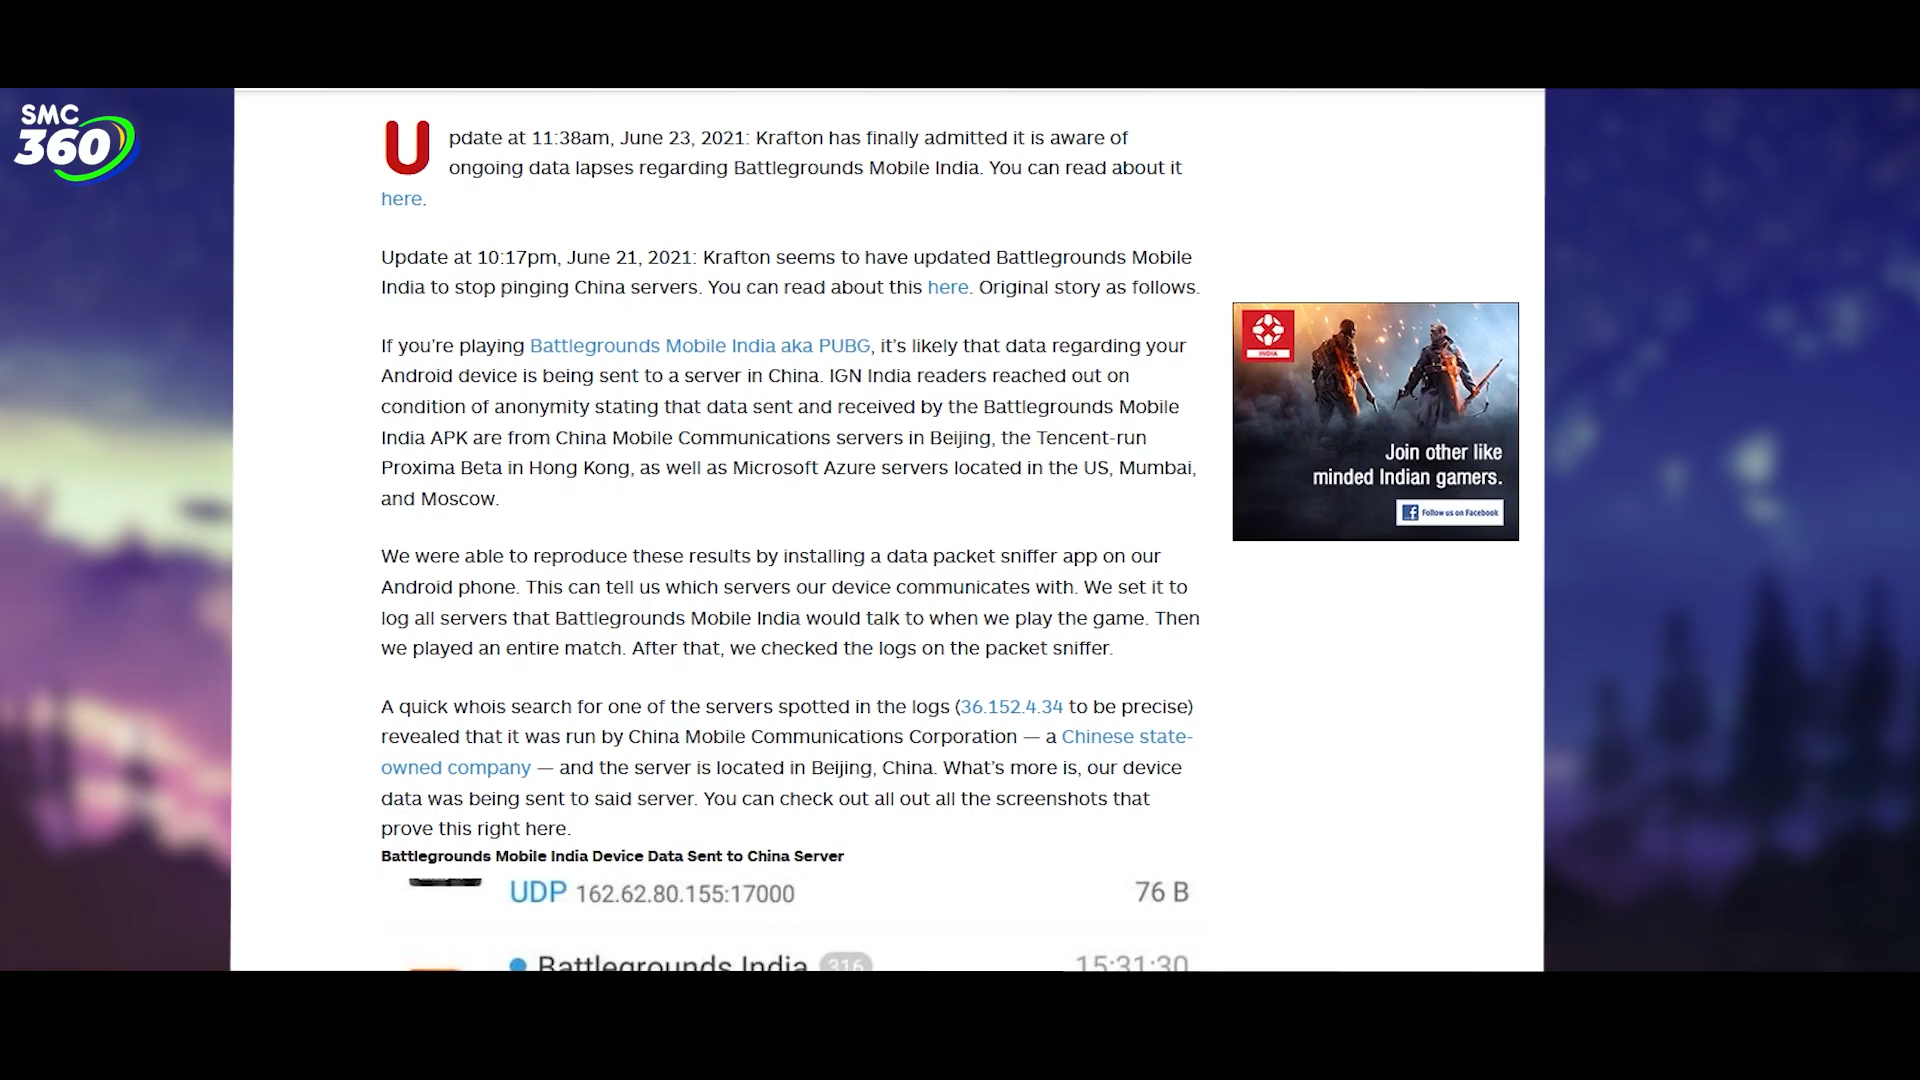 SMC
360
Update at 11:38am, June 23, 2021: Krafton has finally admitted it is aware of
ongoing data lapses regarding Battlegrounds Mobile India. You can read about it
here.
Update at 10:17pm, June 21, 2021: Krafton seems to have updated Battlegrounds Mobile
India to stop pinging China servers. You can read about this here. Original story as follows.
If you’re playing Battlegrounds Mobile India aka PUBG, it’s likely that data regarding your
Android device is being sent to a server in China. IGN India readers reached out on
condition of anonymity stating that data sent and received by the Battlegrounds Mobile
India APK are from China Mobile Communications servers in Beijing, the Tencent-run
Proxima Beta in Hong Kong, as well as Microsoft Azure servers located in the US, Mumbai,
and Moscow.
We were able to reproduce these results by installing a data packet sniffer app on our
Android phone. This can tell us which servers our device communicates with. We set it to
log all servers that Battlegrounds Mobile India would talk to when we play the game. Then
we played an entire match. After that, we checked the logs on the packet sniffer.
A quick whois search for one of the servers spotted in the logs (36.152.4.34 to be precise)
revealed that it was run by China Mobile Communications Corporation — a Chinese state-
owned company — and the server is located in Beijing, China. What’s more is, our device
data was being sent to said server. You can check out all out all the screenshots that
prove this right here.
Battlegrounds Mobile India Device Data Sent to China Server
UDP 162.62.80.155:17000 76 B
Battlegrounds India 316 15:31:30
INDIA
Join other like
minded Indian gamers.
Follow us on Facebook